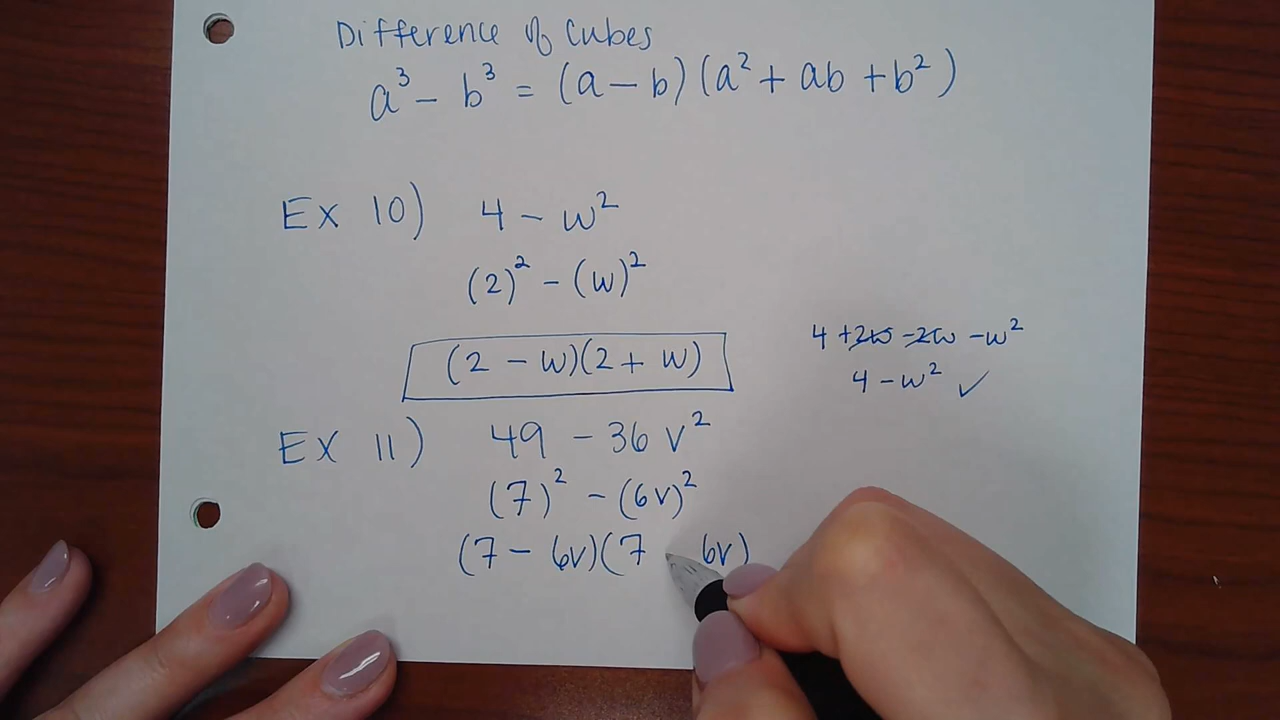 Difference of Cubes
a³ - b³ = (a - b)(a² + ab + b²)
Ex 10) 4 - w²
(2)² - (w)²
(2 - w)(2 + w)
4 + 2w - 2w - w²
4 - w² ✓
Ex 11) 49 - 36v²
(7)² - (6v)²
(7 - 6v)(7 6v)